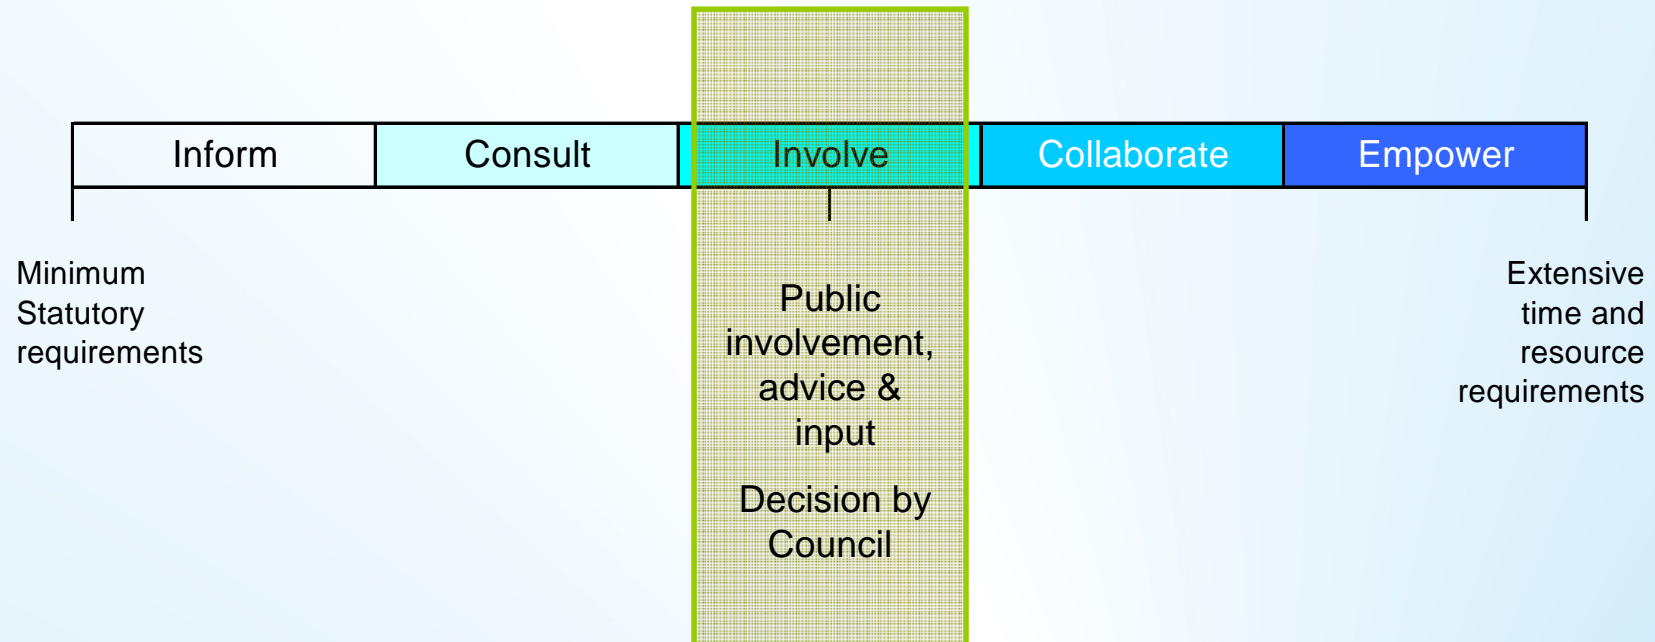 Inform Consult Involve Collaborate Empower
Minimum
Statutory
requirements
Public
involvement,
advice &
input
Decision by
Council
Extensive
time and
resource
requirements